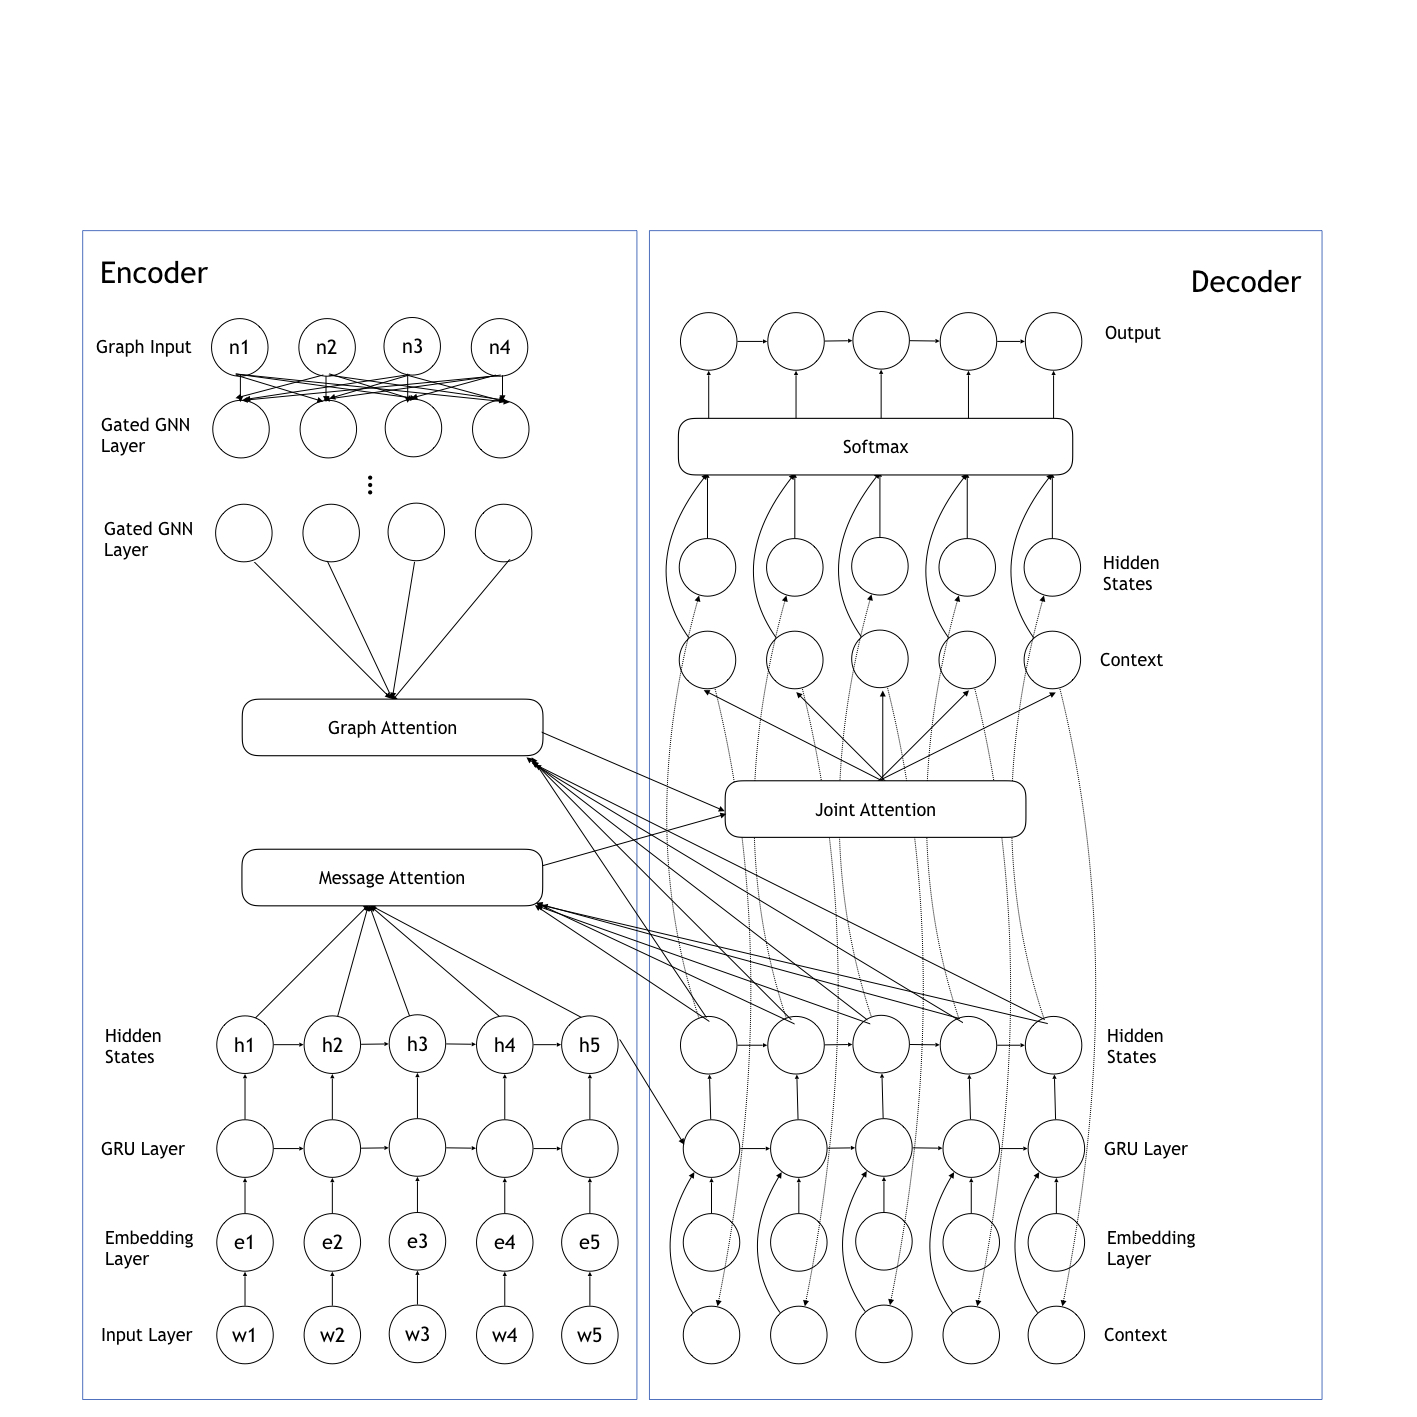 Encoder
Graph Input
n1 n2 n3 n4
Gated GNN
Layer
Gated GNN
Layer
Graph Attention
Message Attention
Hidden
States
h1 h2 h3 h4 h5
GRU Layer
Embedding
Layer
e1 e2 e3 e4 e5
Input Layer
w1 w2 w3 w4 w5
Decoder
Output
Softmax
Hidden
States
Context
Joint Attention
Hidden
States
GRU Layer
Embedding
Layer
Context